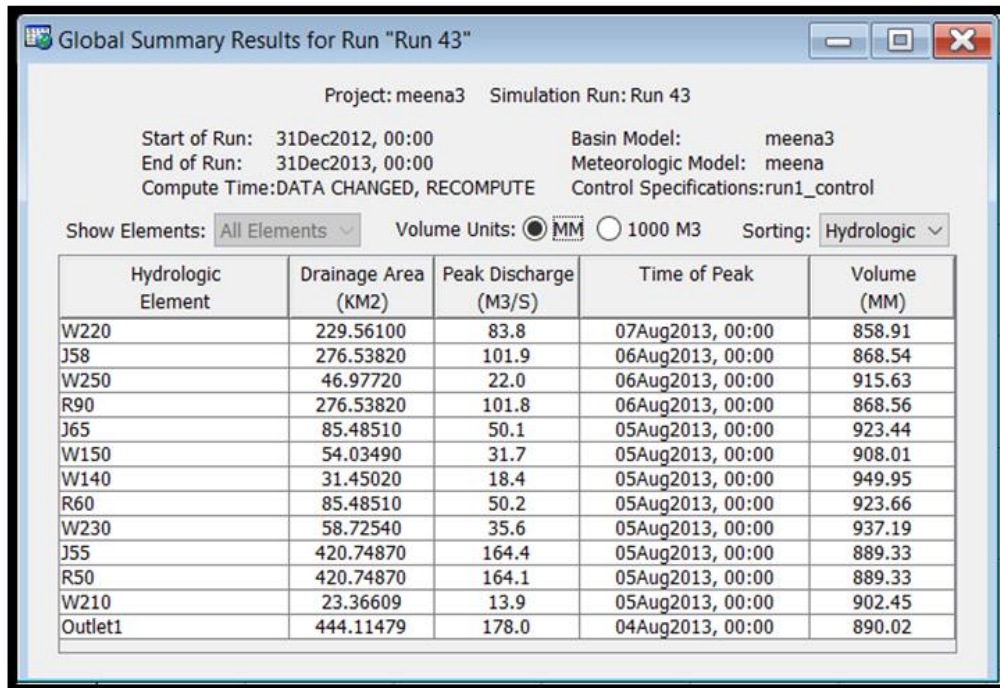 Global Summary Results for Run "Run 43"
Project: meena3 Simulation Run: Run 43
Start of Run: 31Dec2012, 00:00 Basin Model: meena3
End of Run: 31Dec2013, 00:00 Meteorologic Model: meena
Compute Time:DATA CHANGED, RECOMPUTE Control Specifications:run1_control
Show Elements: All Elements Volume Units: MM 1000 M3 Sorting: Hydrologic
Hydrologic Drainage Area Peak Discharge Time of Peak Volume
Element (KM2) (M3/S) (MM)
W220 229.56100 83.8 07Aug2013, 00:00 858.91
J58 276.53820 101.9 06Aug2013, 00:00 868.54
W250 46.97720 22.0 06Aug2013, 00:00 915.63
R90 276.53820 101.8 06Aug2013, 00:00 868.56
J65 85.48510 50.1 05Aug2013, 00:00 923.44
W150 54.03490 31.7 05Aug2013, 00:00 908.01
W140 31.45020 18.4 05Aug2013, 00:00 949.95
R60 85.48510 50.2 05Aug2013, 00:00 923.66
W230 58.72540 35.6 05Aug2013, 00:00 937.19
J55 420.74870 164.4 05Aug2013, 00:00 889.33
R50 420.74870 164.1 05Aug2013, 00:00 889.33
W210 23.36609 13.9 05Aug2013, 00:00 902.45
Outlet1 444.11479 178.0 04Aug2013, 00:00 890.02